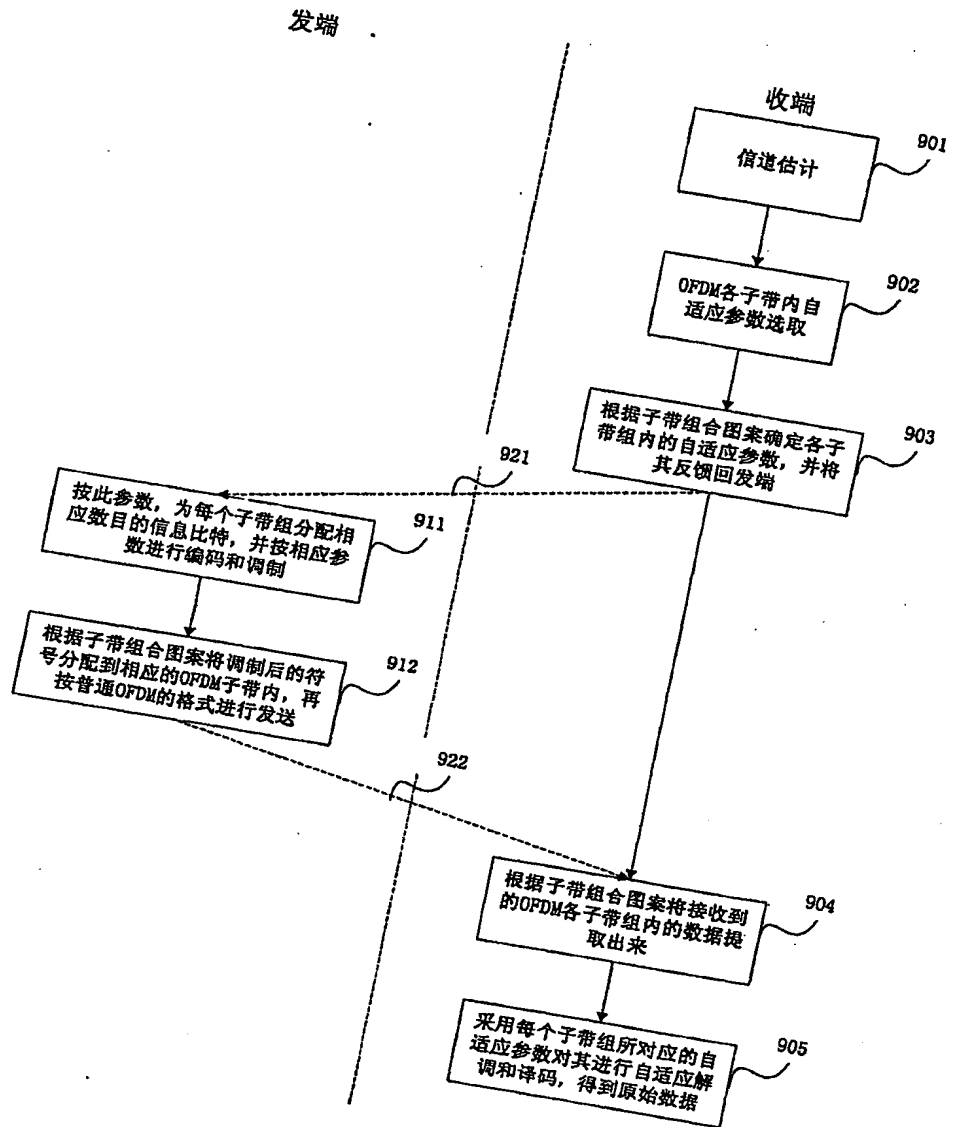 发端
收端
信道估计
901
OFDM各子带内自
适应参数选取
902
根据子带组合图案确定各子
带组内的自适应参数，并将
其反馈回发端
903
921
按此参数，为每个子带组分配相
应数目的信息比特，并按相应参
数进行编码和调制
911
根据子带组合图案将调制后的符
号分配到相应的OFDM子带内，再
按普通OFDM的格式进行发送
912
922
根据子带组合图案将接收到
的OFDM各子带组内的数据提
取出来
904
采用每个子带组所对应的自
适应参数对其进行自适应解
调和译码，得到原始数据
905